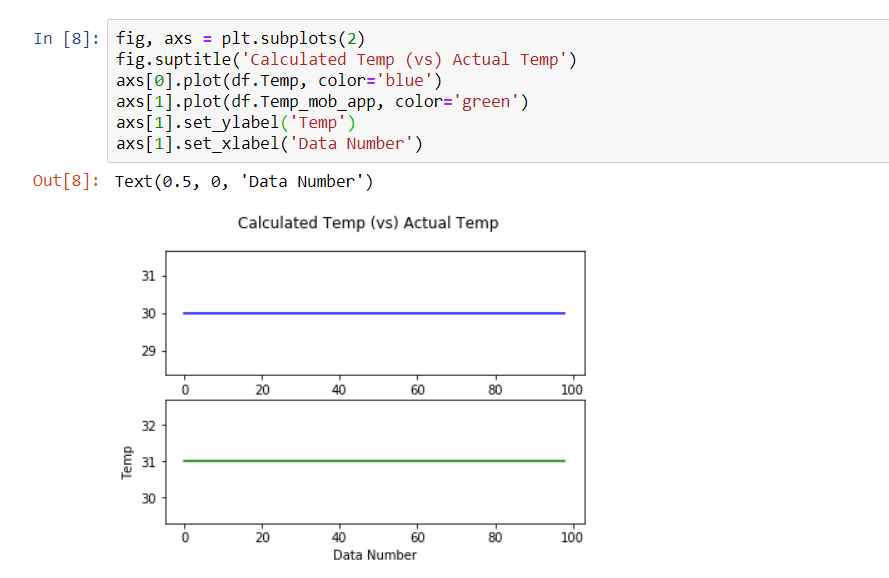 In [8]: fig, axs = plt.subplots(2)
fig.suptitle('Calculated Temp (vs) Actual Temp')
axs[0].plot(df.Temp, color='blue')
axs[1].plot(df.Temp_mob_app, color='green')
axs[1].set_ylabel('Temp')
axs[1].set_xlabel('Data Number')
Out[8]: Text(0.5, 0, 'Data Number')
Calculated Temp (vs) Actual Temp
31
30
29
0 20 40 60 80 100
32
31
30
Temp
0 20 40 60 80 100
Data Number